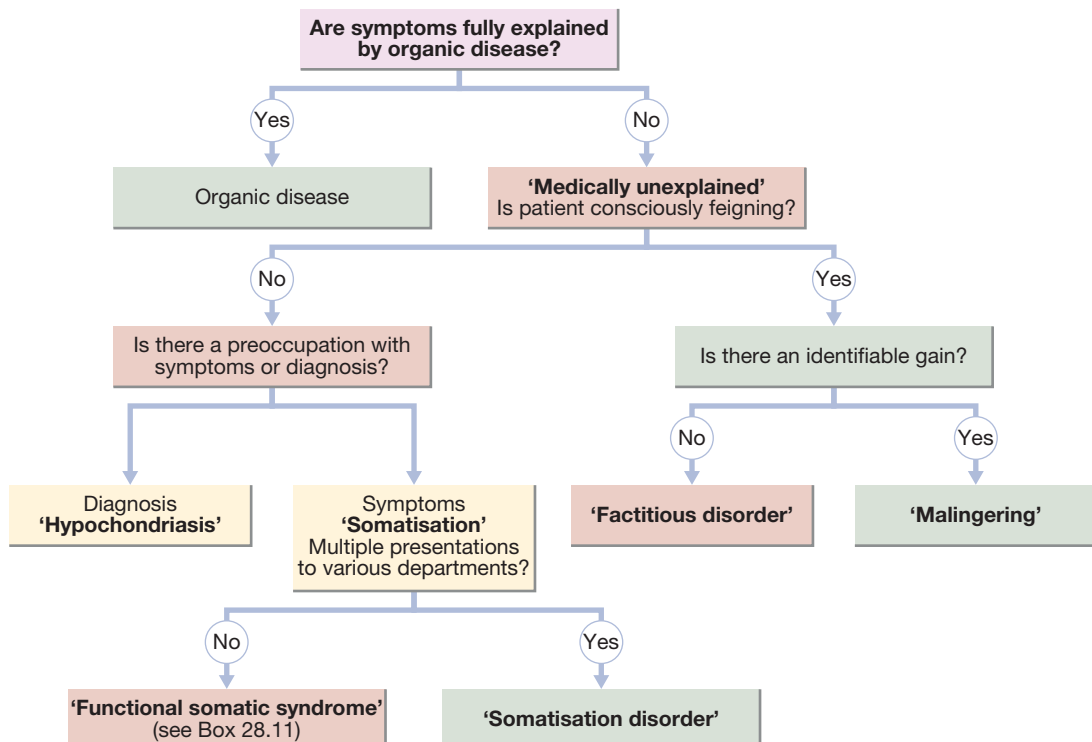 Are symptoms fully explained
by organic disease?
Yes
No
Organic disease
‘Medically unexplained’
Is patient consciously feigning?
No
Yes
Is there a preoccupation with
symptoms or diagnosis?
Is there an identifiable gain?
No
Yes
Diagnosis
‘Hypochondriasis’
Symptoms
‘Somatisation’
Multiple presentations
to various departments?
‘Factitious disorder’
‘Malingering’
No
Yes
‘Functional somatic syndrome’
(see Box 28.11)
‘Somatisation disorder’